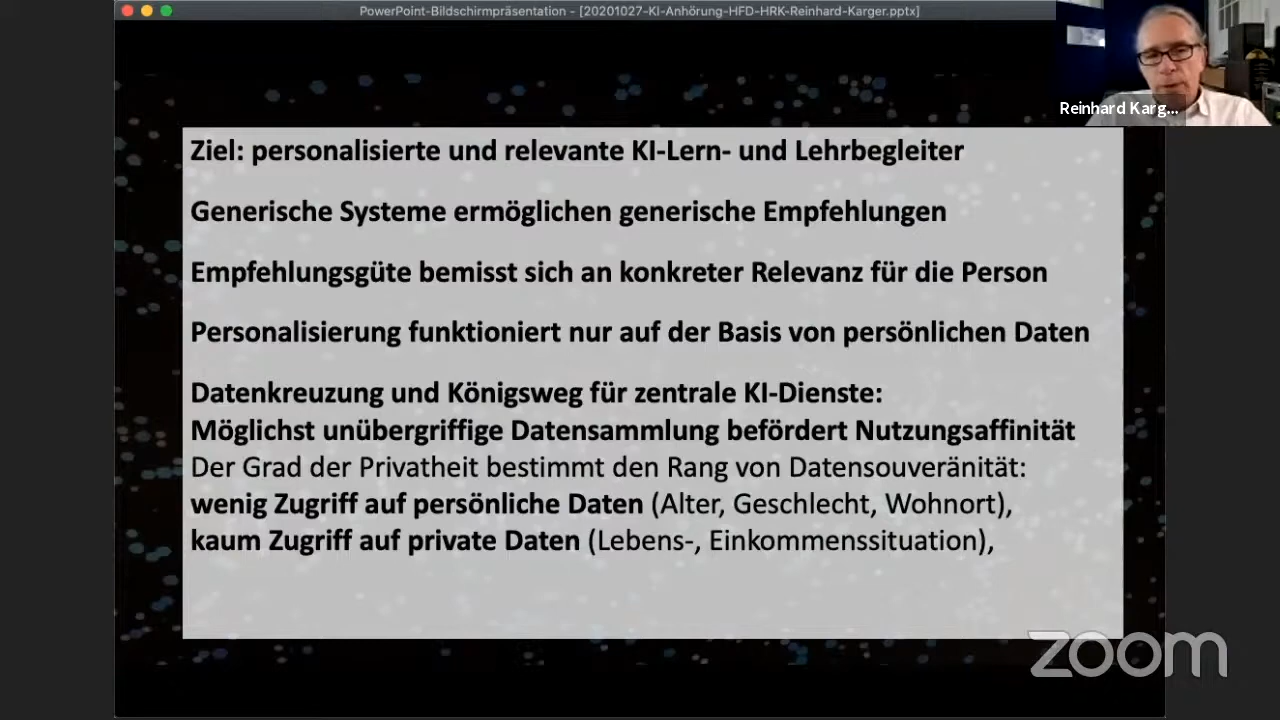 PowerPoint-Bildschirmpräsentation - [20201027-KI-Anhörung-HFD-HRK-Reinhard-Karger.pptx]
Reinhard Karg...
Ziel: personalisierte und relevante KI-Lern- und Lehrbegleiter
Generische Systeme ermöglichen generische Empfehlungen
Empfehlungsgüte bemisst sich an konkreter Relevanz für die Person
Personalisierung funktioniert nur auf der Basis von persönlichen Daten
Datenkreuzung und Königsweg für zentrale KI-Dienste:
Möglichst unübergriffige Datensammlung befördert Nutzungsaffinität
Der Grad der Privatheit bestimmt den Rang von Datensouveränität:
wenig Zugriff auf persönliche Daten (Alter, Geschlecht, Wohnort),
kaum Zugriff auf private Daten (Lebens-, Einkommenssituation),
zoom